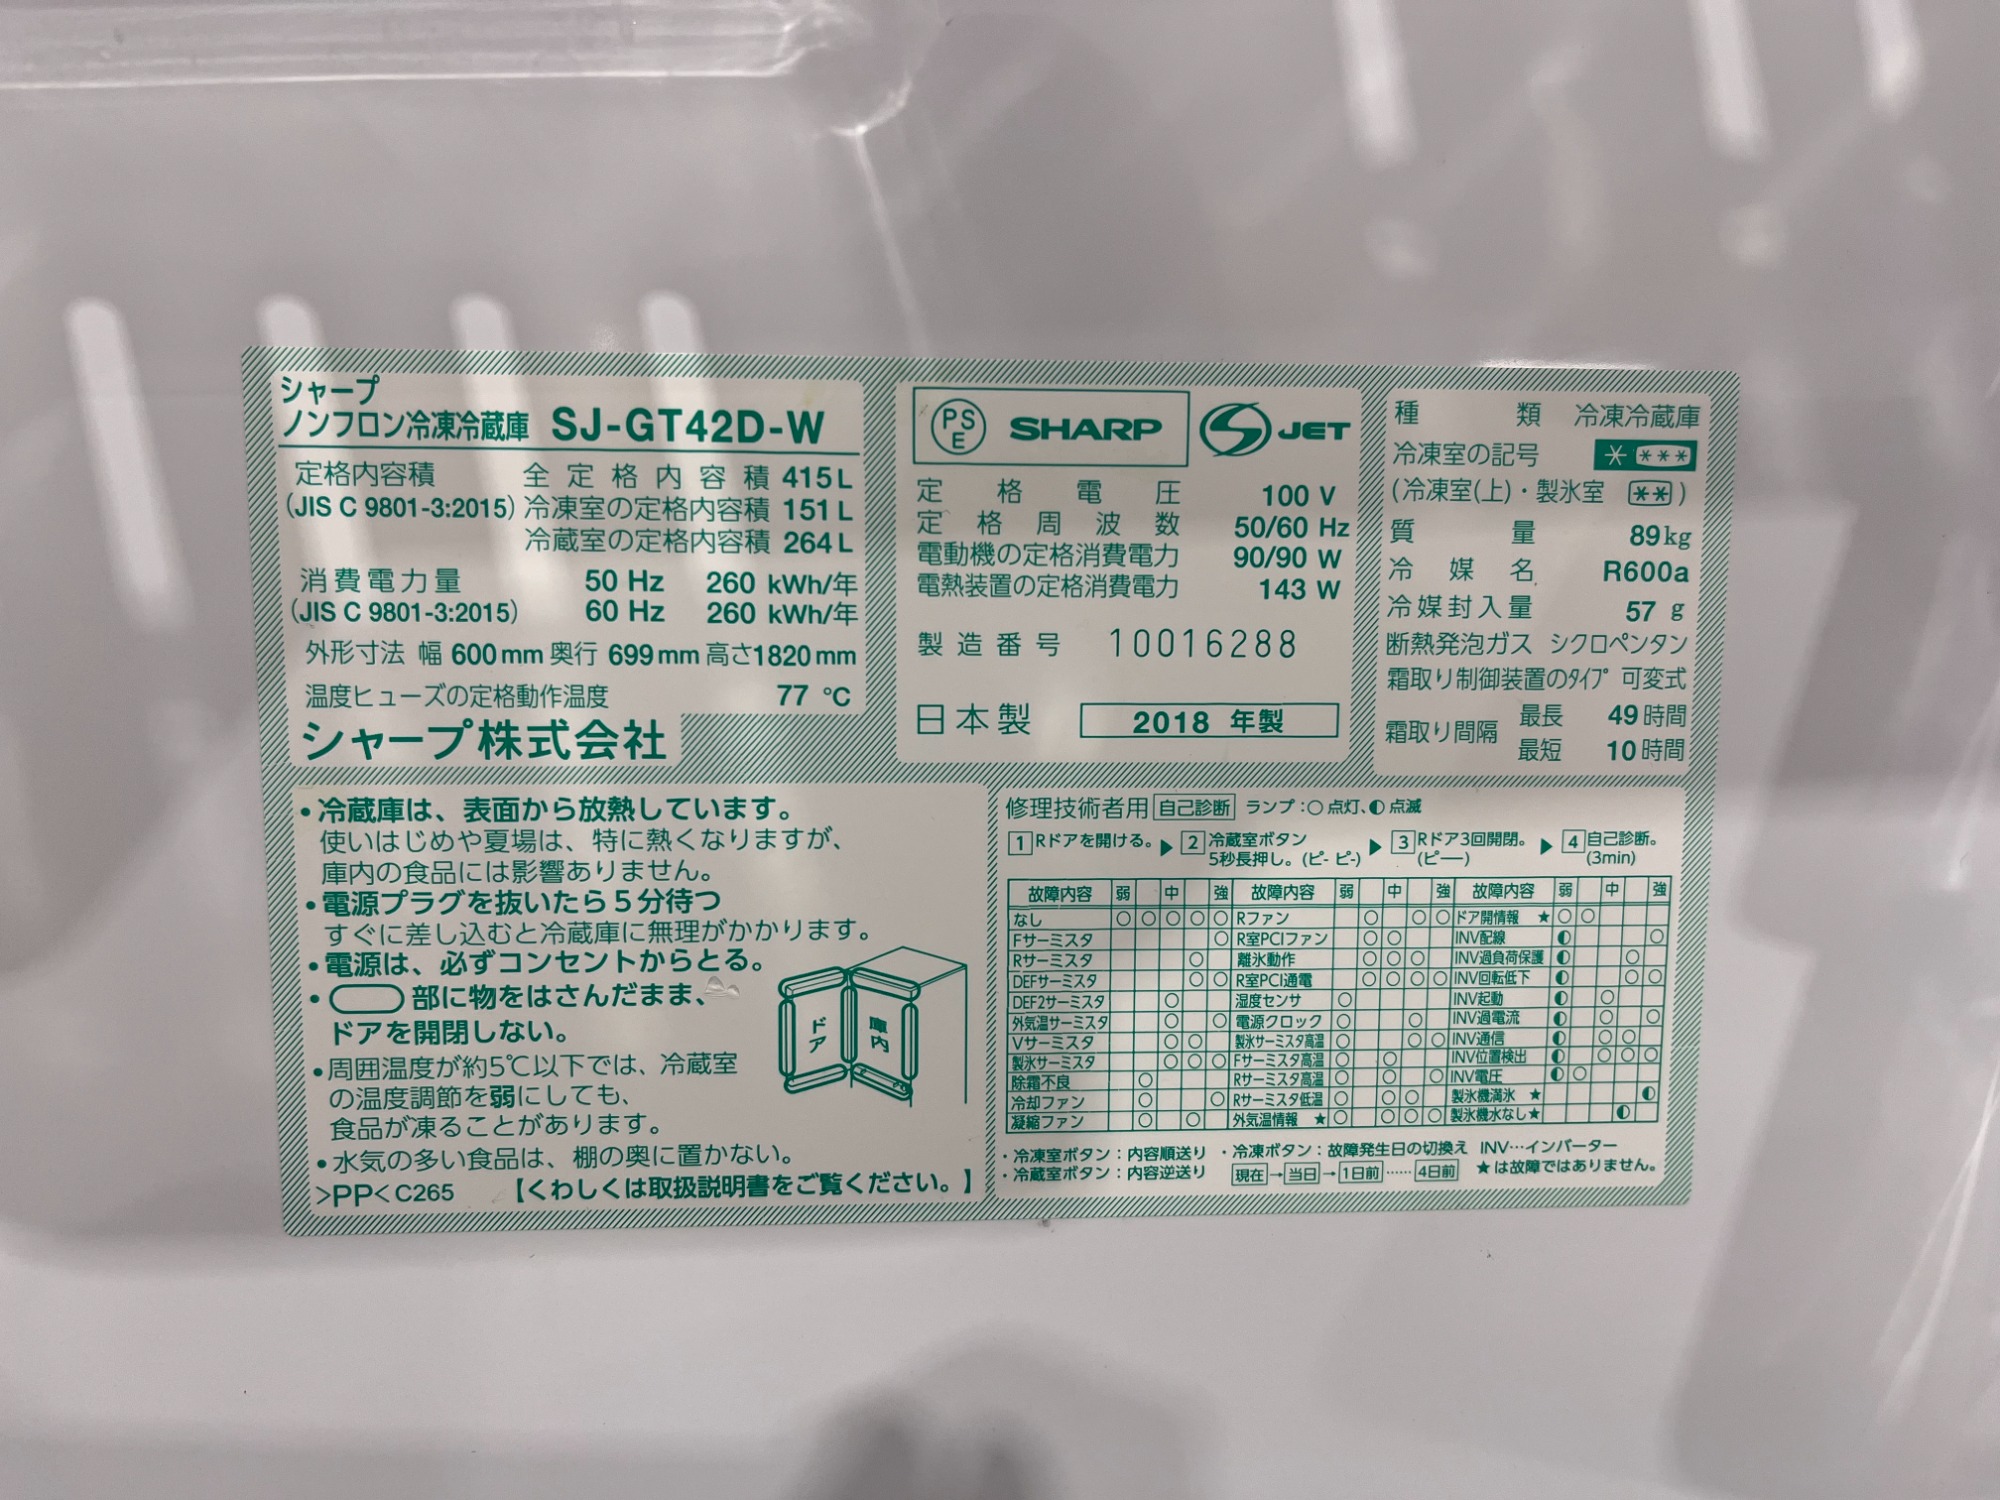 シャープ
ノンフロン冷凍冷蔵庫 SJ-GT42D-W
定格内容積 全定格内容積 415L
(JIS C 9801-3:2015) 冷凍室の定格内容積 151L
冷蔵室の定格内容積 264L
消費電力量 50 Hz 260 kWh/年
(JIS C 9801-3:2015) 60 Hz 260 kWh/年
外形寸法 幅 600mm 奥行 699mm 高さ1820mm
温度ヒューズの定格動作温度 77 ℃
シャープ株式会社
PS E SHARP S JET
定格電圧 100 V
定格周波数 50/60 Hz
電動機の定格消費電力 90/90 W
電熱装置の定格消費電力 143 W
製造番号 10016288
日本製 2018 年製
種類 冷凍冷蔵庫
冷凍室の記号 * ***
(冷凍室(上)・製氷室 **)
質量 89kg
冷媒名 R600a
冷媒封入量 57 g
断熱発泡ガス シクロペンタン
霜取り制御装置のタイプ 可変式
霜取り間隔 最長 49時間
最短 10時間
・冷蔵庫は、表面から放熱しています。
使いはじめや夏場は、特に熱くなりますが、
庫内の食品には影響ありません。
・電源プラグを抜いたら5分待つ
すぐに差し込むと冷蔵庫に無理がかかります。
・電源は、必ずコンセントからとる。
・ 部に物をはさんだまま、
ドアを開閉しない。
・周囲温度が約5℃以下では、冷蔵室
の温度調節を弱にしても、
食品が凍ることがあります。
・水気の多い食品は、棚の奥に置かない。
>PP< C265 【くわしくは取扱説明書をご覧ください。】
ドア 庫内
修理技術者用 自己診断 ランプ:○点灯、◐点滅
1 Rドアを開ける。▶ 2 冷蔵室ボタン 5秒長押し。(ピ-ピ-) ▶ 3 Rドア3回開閉。(ピー) ▶ 4 自己診断。(3min)
故障内容 弱 中 強 故障内容 弱 中 強 故障内容 弱 中 強
なし ○ ○ ○ ○ ○ Rファン ○ ○ ○ ドア開情報 ★ ○ ○
Fサーミスタ ○ R室PCIファン ○ ○ INV配線 ◐ ○
Rサーミスタ ○ 離氷動作 ○ ○ ○ INV過負荷保護 ◐ ○
DEFサーミスタ ○ ○ R室PCI通電 ○ ○ ○ ○ INV回転低下 ◐ ○ ○
DEF2サーミスタ ○ 湿度センサ ○ INV起動 ◐ ○
外気温サーミスタ ○ ○ 電源クロック ○ ○ INV過電流 ◐ ○ ○
Vサーミスタ ○ ○ 製氷サーミスタ高温 ○ ○ ○ INV通信 ◐ ○ ○
製氷サーミスタ ○ ○ ○ Fサーミスタ高温 ○ ○ INV位置検出 ◐ ○ ○ ○
除霜不良 ○ Rサーミスタ高温 ○ ○ ○ INV電圧 ◐ ○
冷却ファン ○ ○ Rサーミスタ低温 ○ ○ ○ 製氷機満氷 ★ ◐
凝縮ファン ○ ○ 外気温情報 ★ ○ ○ ○ ○ 製氷機水なし★ ◐
・冷凍室ボタン:内容順送り ・冷凍ボタン:故障発生日の切換え INV…インバーター
・冷蔵室ボタン:内容逆送り 現在→当日→1日前……4日前 ★は故障ではありません。